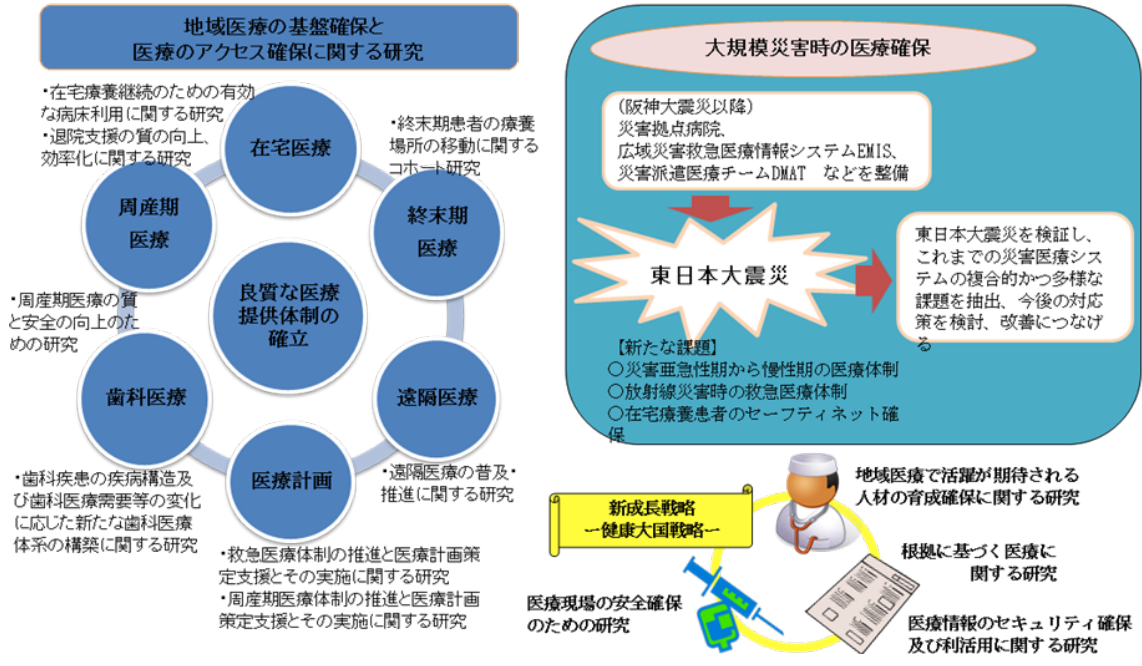 地域医療の基盤確保と
医療のアクセス確保に関する研究
・在宅療養継続のための有効
な病床利用に関する研究
・退院支援の質の向上、
効率化に関する研究
在宅医療
・終末期患者の療養
場所の移動に関する
コホート研究
周産期
医療
終末期
医療
良質な医療
提供体制の
確立
・周産期医療の質
と安全の向上のた
めの研究
歯科医療
遠隔医療
医療計画
・歯科疾患の疾病構造及
び歯科医療需要等の変化
に応じた新たな歯科医療
体系の構築に関する研究
・遠隔医療の普及・
推進に関する研究
・救急医療体制の推進と医療計画策
定支援とその実施に関する研究
・周産期医療体制の推進と医療計画
策定支援とその実施に関する研究
大規模災害時の医療確保
(阪神大震災以降)
災害拠点病院、
広域災害救急医療情報システムEMIS、
災害派遣医療チームDMAT などを整備
東日本大震災
東日本大震災を検証し、
これまでの災害医療シス
テムの複合的かつ多様な
課題を抽出、今後の対応
策を検討、改善につなげ
る
【新たな課題】
○災害亜急性期から慢性期の医療体制
○放射線災害時の救急医療体制
○在宅療養患者のセーフティネット確
保
新成長戦略
ー健康大国戦略ー
地域医療で活躍が期待される
人材の育成確保に関する研究
根拠に基づく医療に
関する研究
医療現場の安全確保
のための研究
医療情報のセキュリティ確保
及び利活用に関する研究